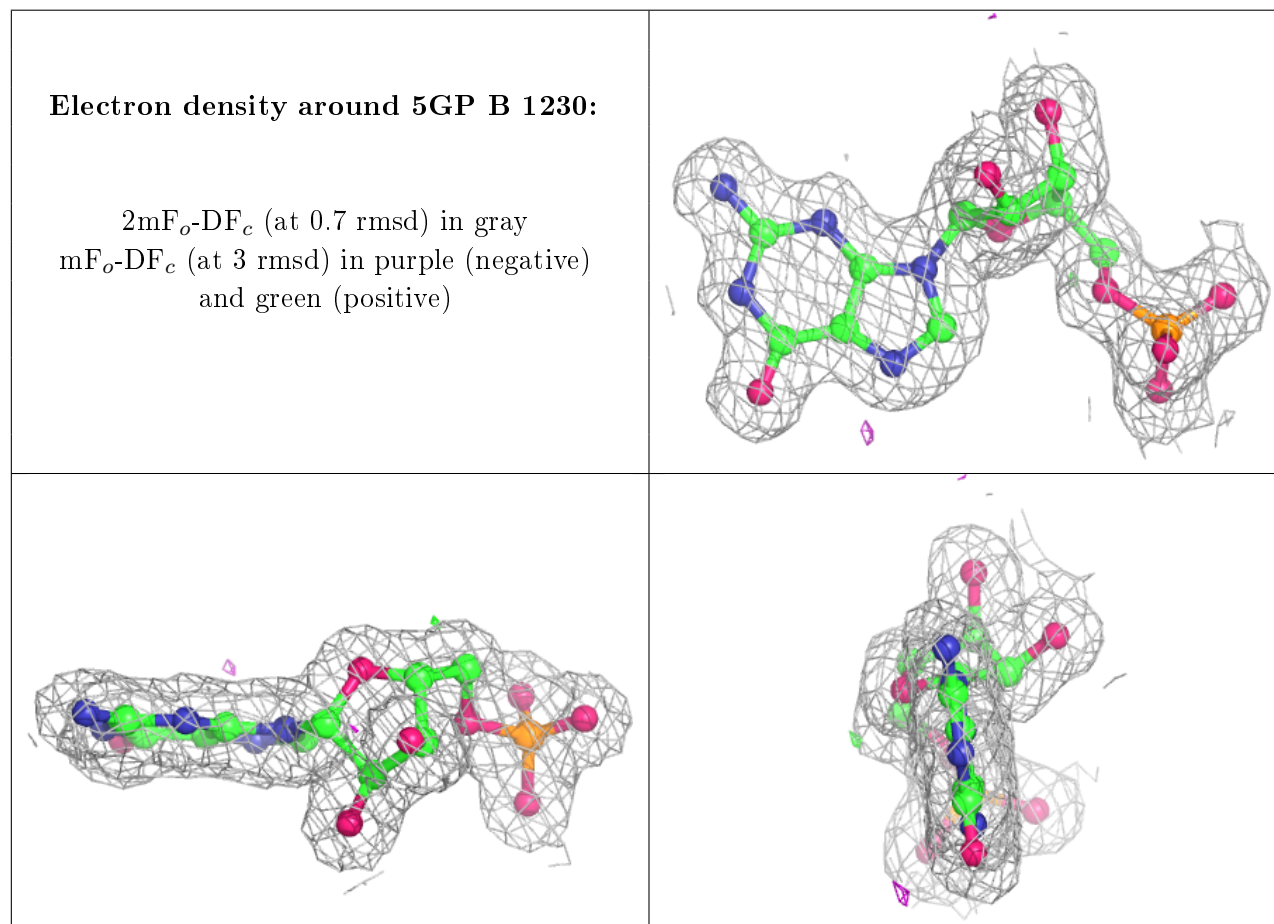 Electron density around 5GP B 1230:
2mFo-DFc (at 0.7 rmsd) in gray
mFo-DFc (at 3 rmsd) in purple (negative)
and green (positive)